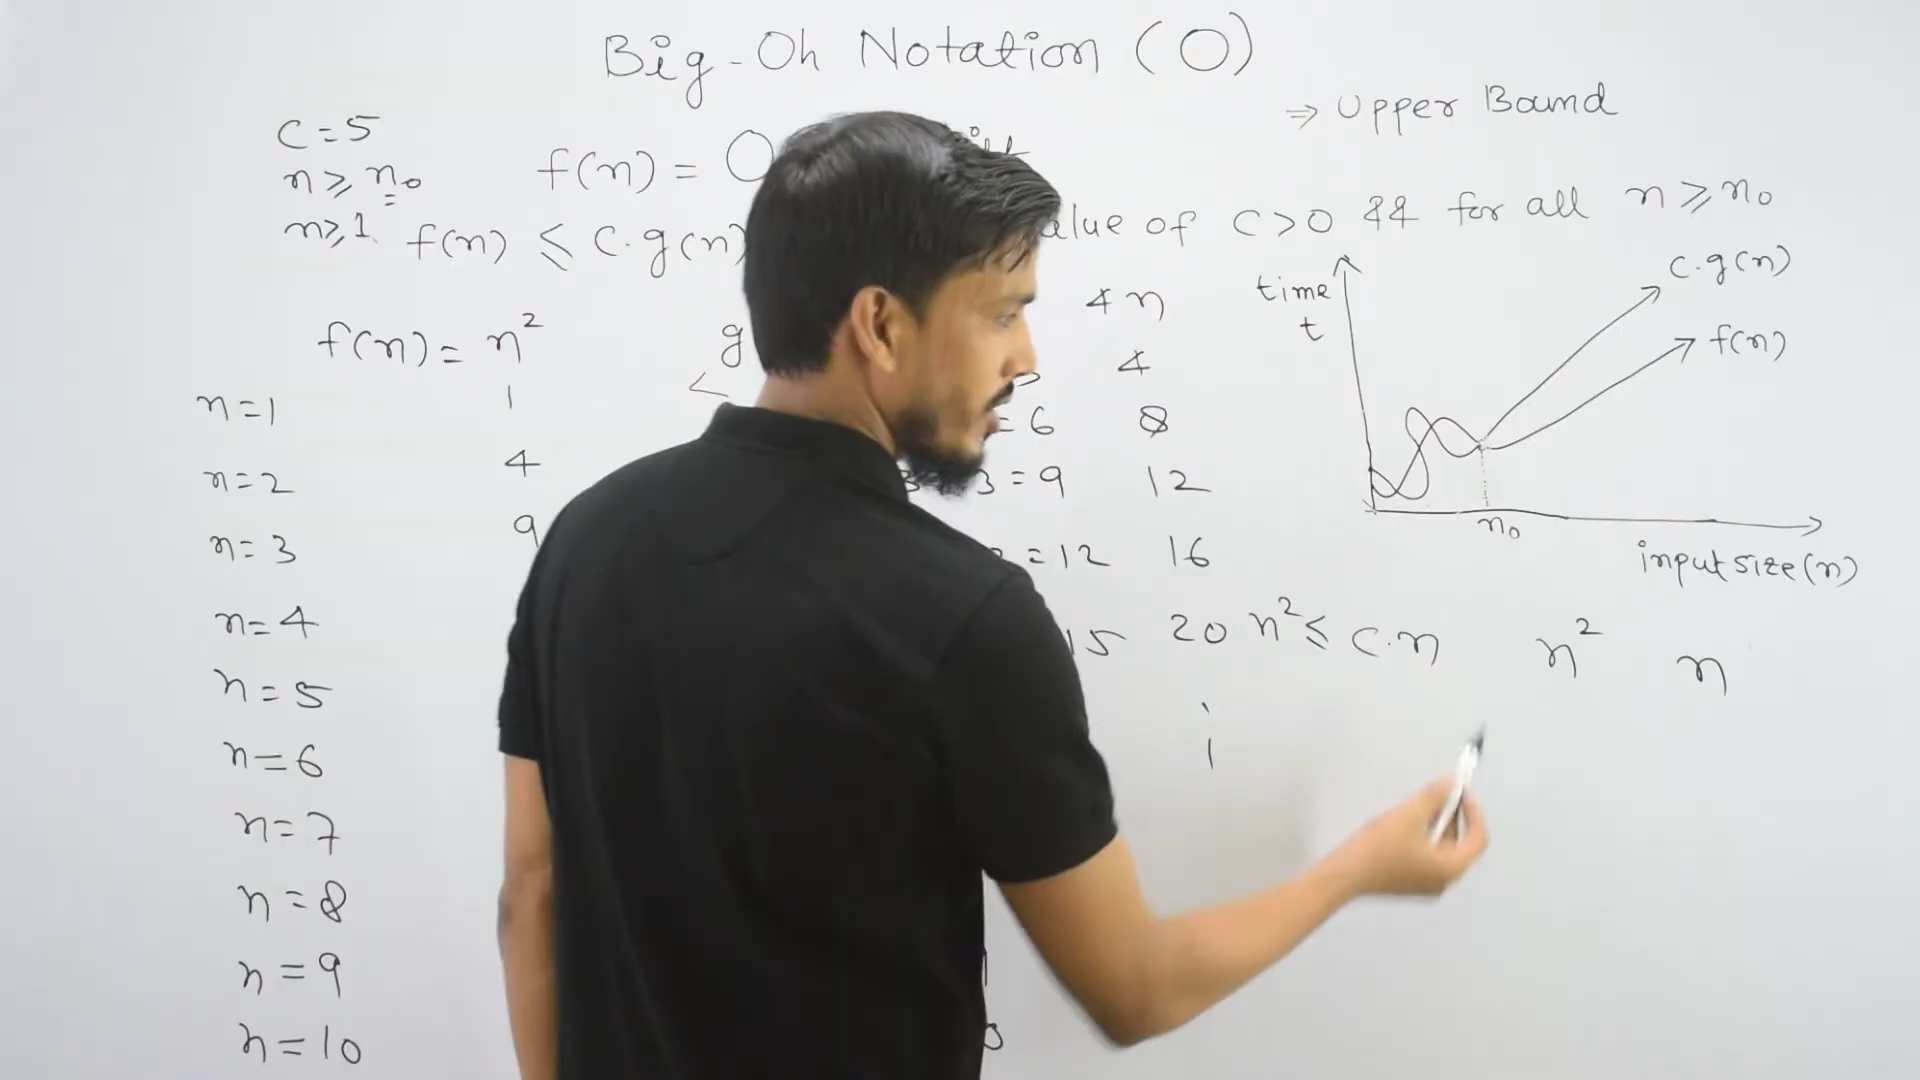 Big-Oh Notation (O)
⇒ Upper Bound
C=5
n ≥ n₀
f(n) = O
n≥1
f(n) ≤ C.g(n)
of C>0 && for all n ≥ n₀
time
t
C.g(n)
f(n)
n₀
input size(n)
f(n) = n²
g
4n
n=1
1
<
4
n=2
4
= 6
8
n=3
9
3 = 9
12
n=4
= 12
16
n=5
15
20
n² ≤ C.n
n²
n
n=6
n=7
n=8
n=9
n=10